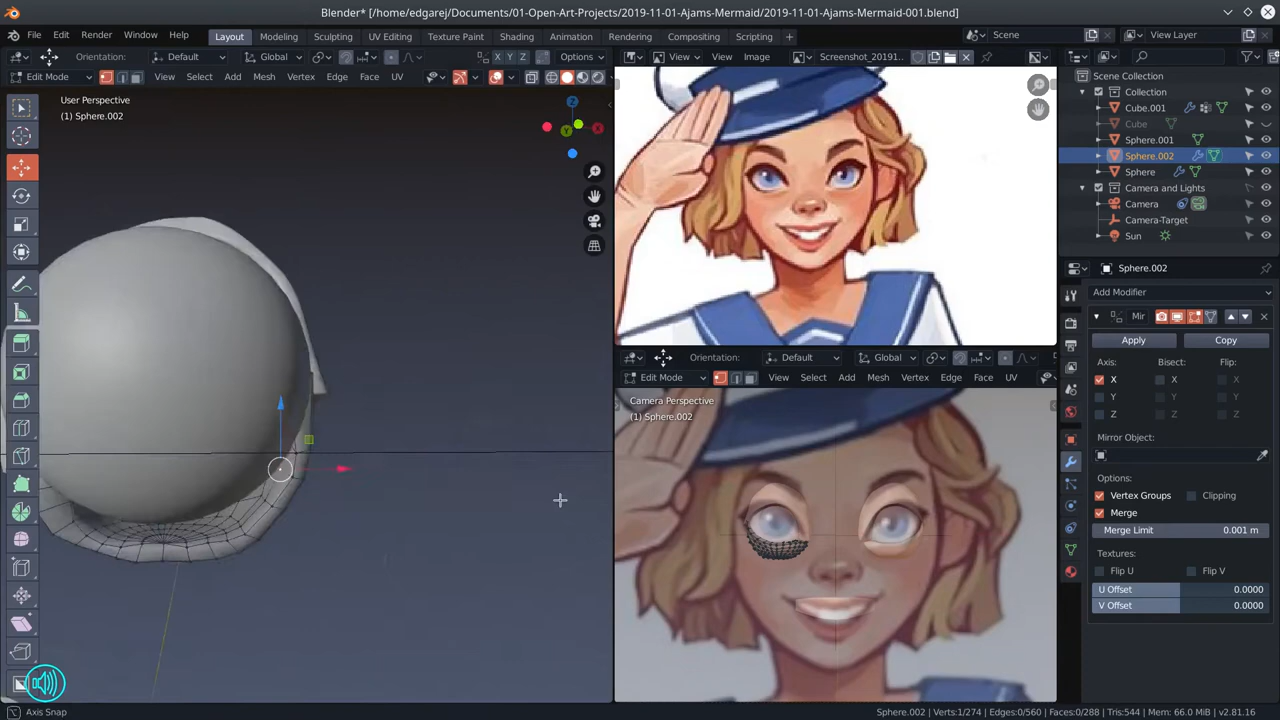 Blender* [/home/edgarej/Documents/01-Open-Art-Projects/2019-11-01-Ajams-Mermaid/2019-11-01-Ajams-Mermaid-001.blend]
File Edit Render Window Help Layout Modeling Sculpting UV Editing Texture Paint Shading Animation Rendering Compositing Scripting Scene View Layer
Orientation: Default Global X Y Z Options
View View Image Screenshot_20191..
Edit Mode View Select Add Mesh Vertex Edge Face UV
User Perspective
(1) Sphere.002
Z
Y
Scene Collection
Collection
Cube.001
Cube
Sphere.001
Sphere.002
Sphere
Camera and Lights
Camera
Camera-Target
Sun
Sphere.002
Add Modifier
Mir
Apply Copy
Axis: Bisect: Flip:
X X X
Y Y Y
Z Z Z
Mirror Object:
Options:
Vertex Groups Clipping
Merge
Merge Limit 0.001 m
Flip U Flip V
U Offset 0.0000
V Offset 0.0000
Orientation: Default Global
Edit Mode View Select Add Mesh Vertex Edge Face UV
Camera Perspective
(1) Sphere.002
Axis Snap
Sphere.002 | Verts:1/274 | Edges:0/560 | Faces:0/288 | Tris:544 | Mem: 66.0 MiB | v2.81.16